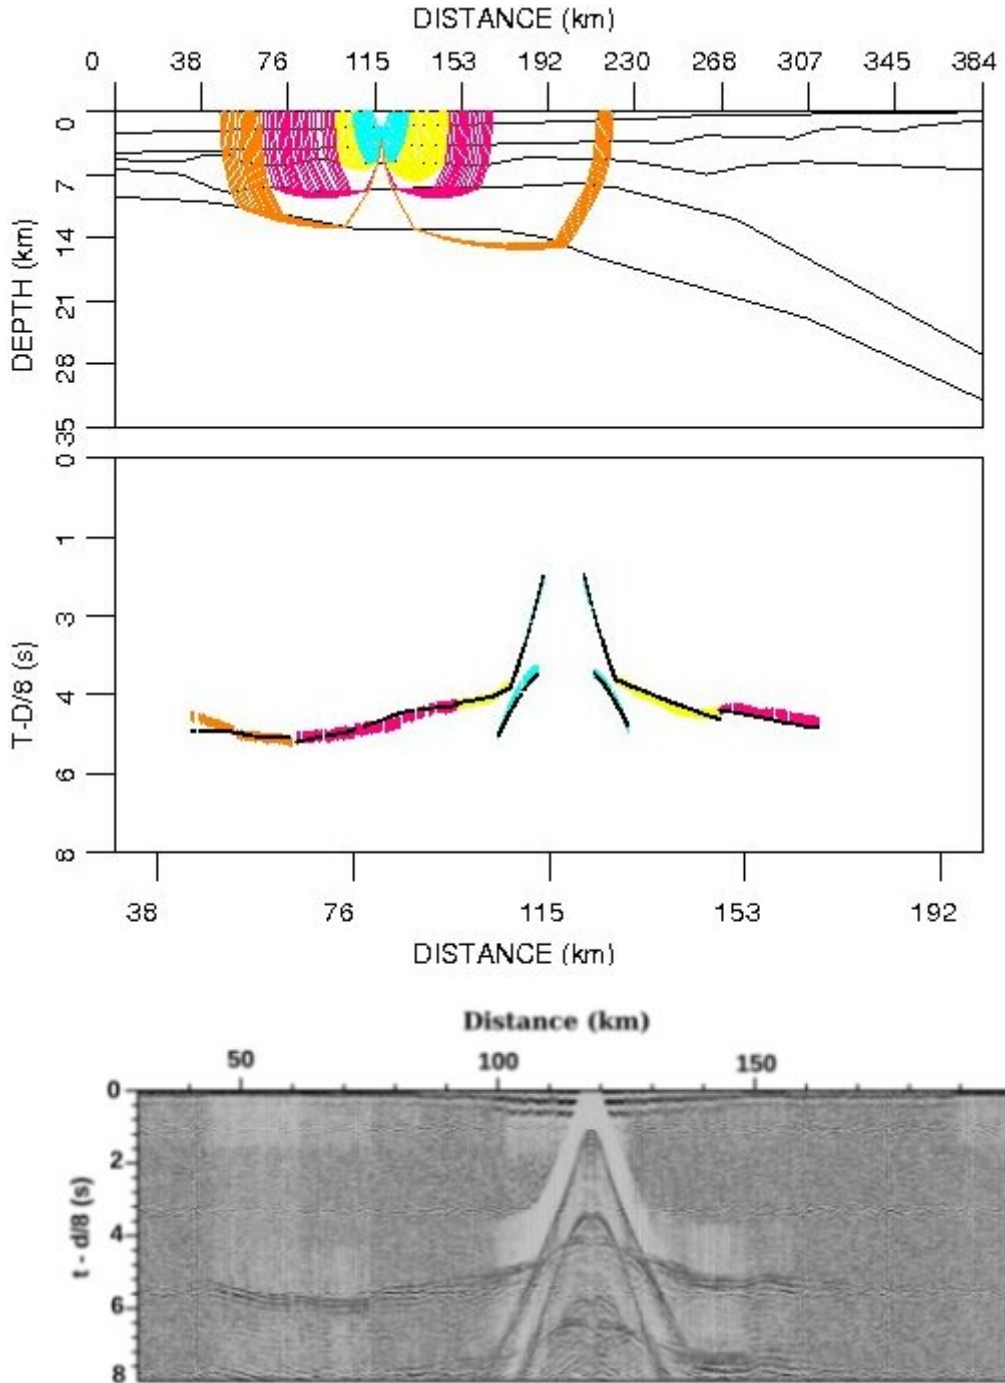 DISTANCE (km)
0 38 76 115 153 192 230 268 307 345 384
DEPTH (km)
0
7
14
21
28
35
T-D/8 (s)
0
1
3
4
6
8
38 76 115 153 192
DISTANCE (km)
Distance (km)
50 100 150
t - d/8 (s)
0
2
4
6
8